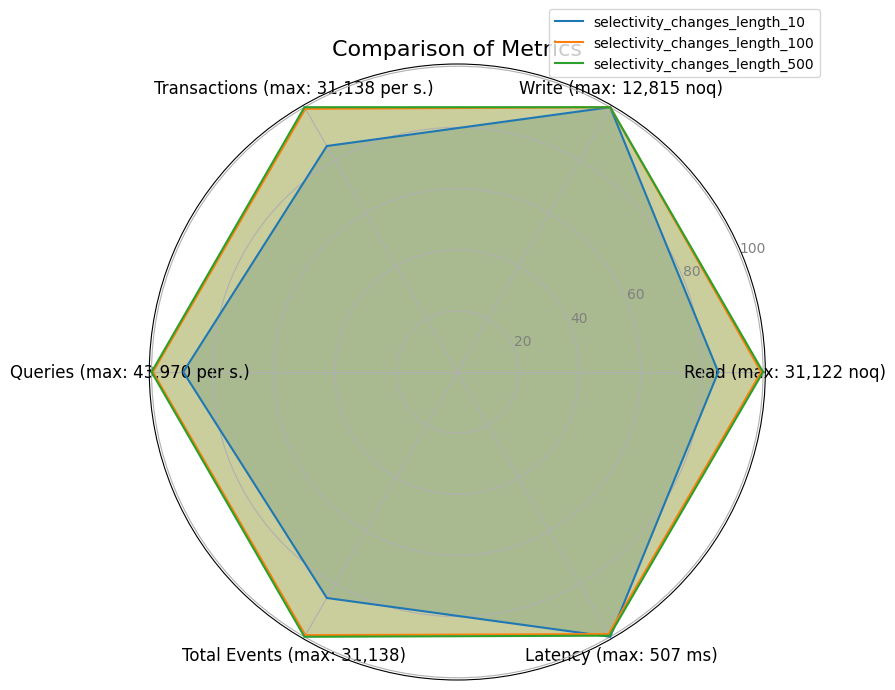 selectivity_changes_length_10
selectivity_changes_length_100
selectivity_changes_length_500
Comparison of Metrics
Transactions (max: 31,138 per s.)
Write (max: 12,815 noq)
100
80
60
40
20
Queries (max: 43,970 per s.)
Read (max: 31,122 noq)
Total Events (max: 31,138)
Latency (max: 507 ms)